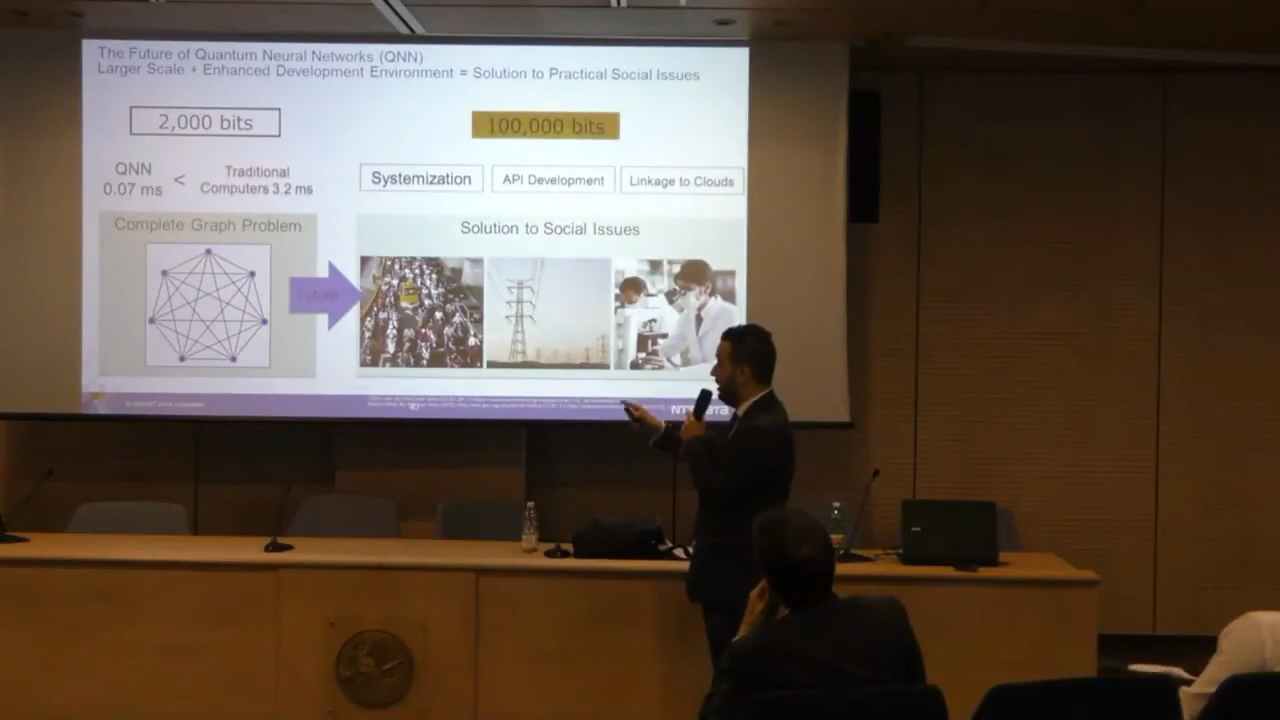 The Future of Quantum Neural Networks (QNN)
Larger Scale + Enhanced Development Environment = Solution to Practical Social Issues
2,000 bits
100,000 bits
QNN
0.07 ms
<
Traditional
Computers 3.2 ms
Systemization
API Development
Linkage to Clouds
Complete Graph Problem
Future
Solution to Social Issues